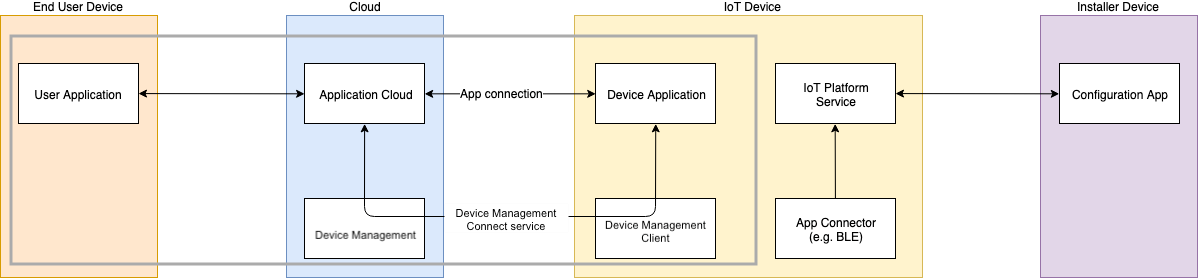 End User Device
Cloud
IoT Device
Installer Device
User Application
Application Cloud
App connection
Device Application
IoT Platform
Service
Configuration App
Device Management
Device Management
Connect service
Device Management
Client
App Connector
(e.g. BLE)